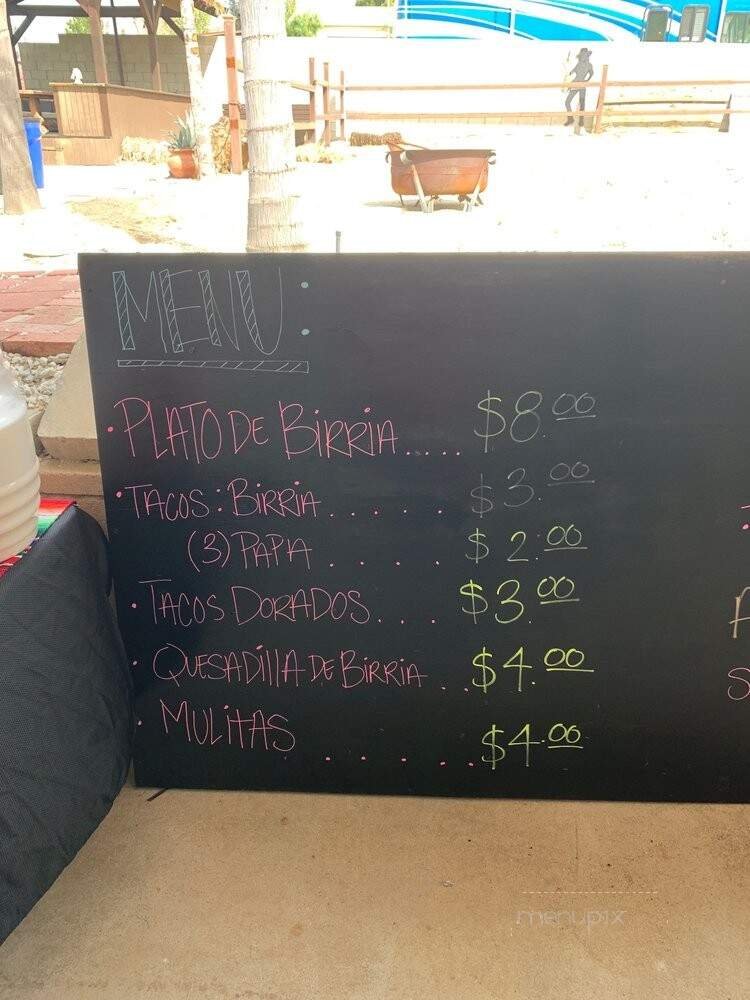 MENU:
• PLATO DE BIRRIA..... $8.00
• TACOS: BIRRIA...... $3.00
(3) PAPA..... $2.00
• TACOS DORADOS.... $3.00
• QUESADILLA DE BIRRIA.. $4.00
• MULITAS ...... $4.00
menupix